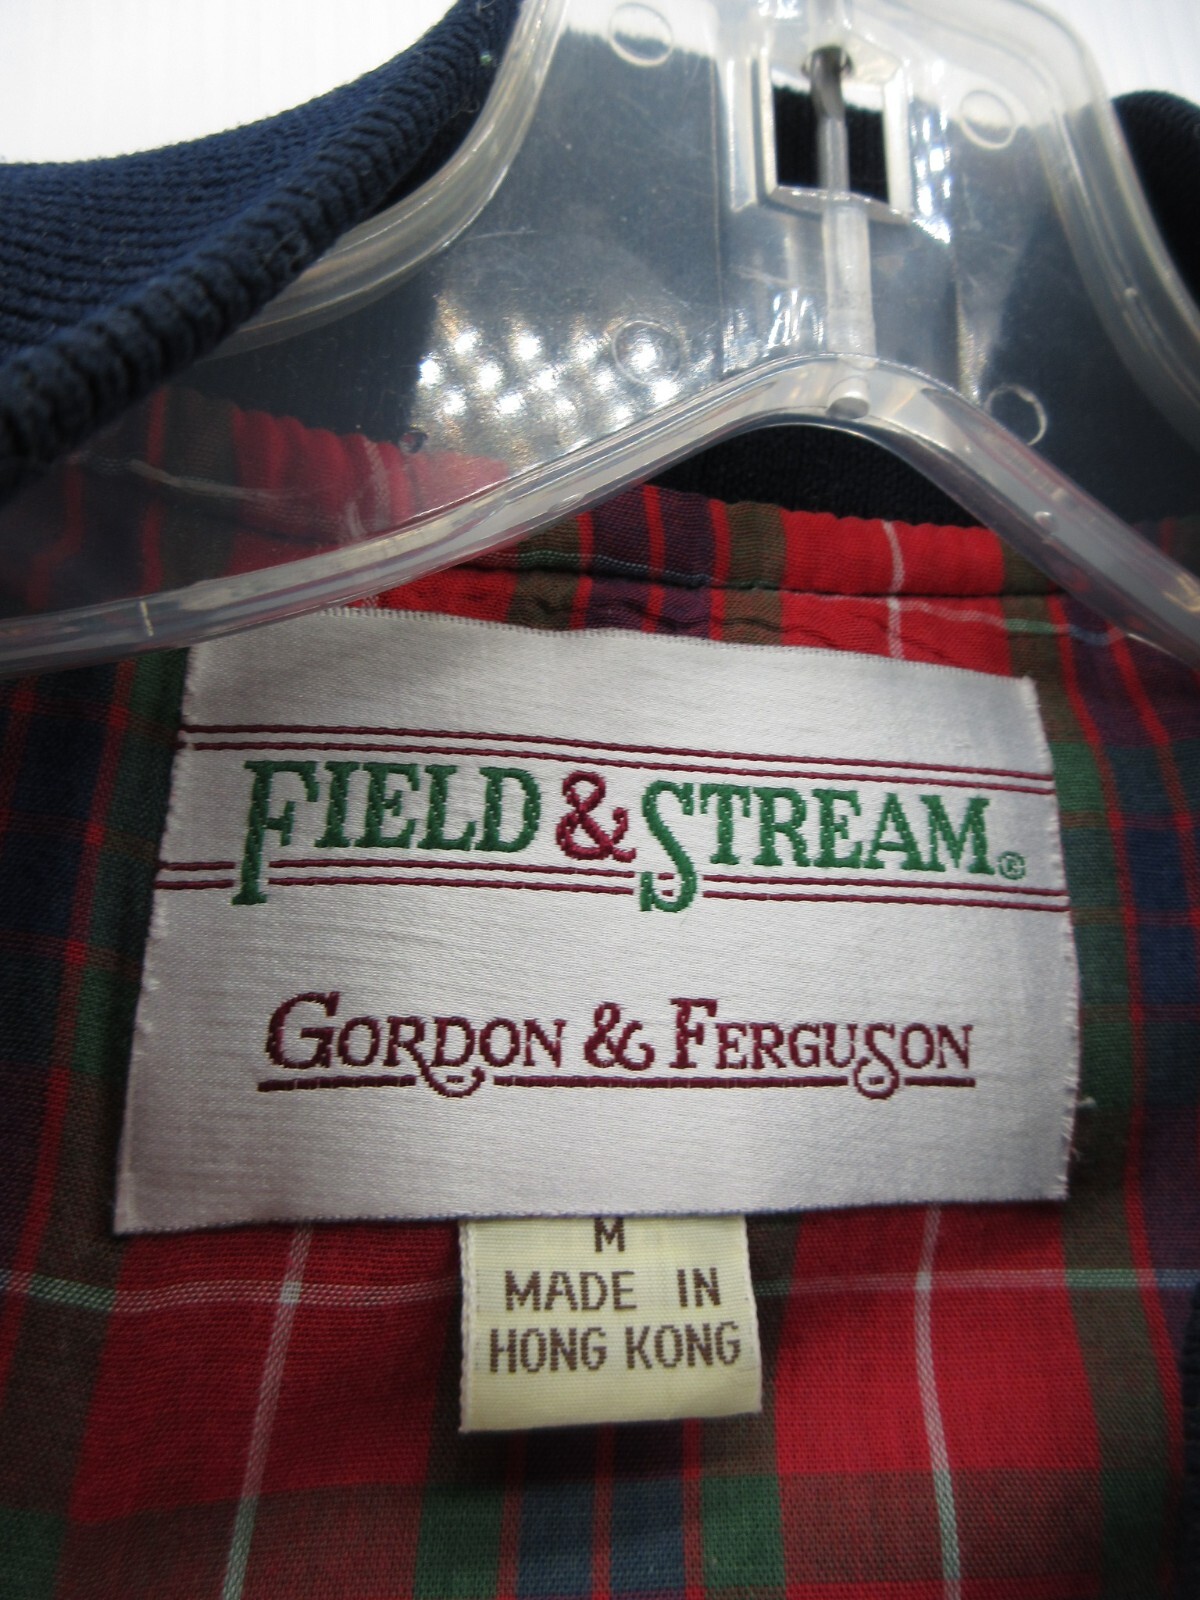 FIELD & STREAM®
GORDON & FERGUSON
M
MADE IN
HONG KONG